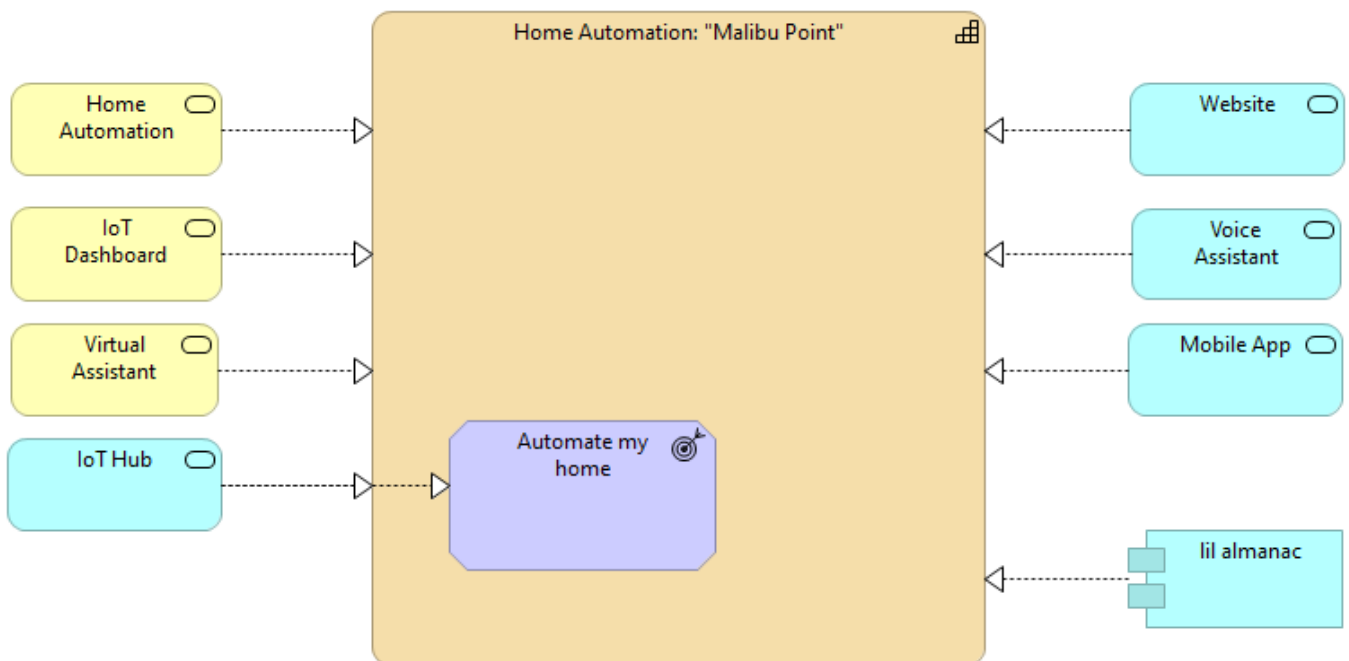 Home Automation: "Malibu Point"
Home
Automation
IoT
Dashboard
Virtual
Assistant
IoT Hub
Automate my
home
Website
Voice
Assistant
Mobile App
lil almanac